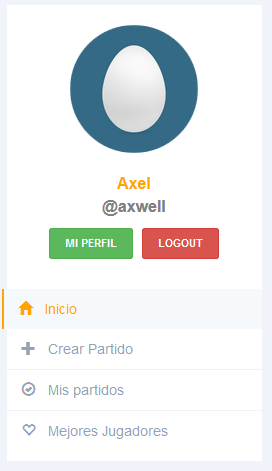 Axel
@axwell
MI PERFIL LOGOUT
Inicio
Crear Partido
Mis partidos
Mejores Jugadores